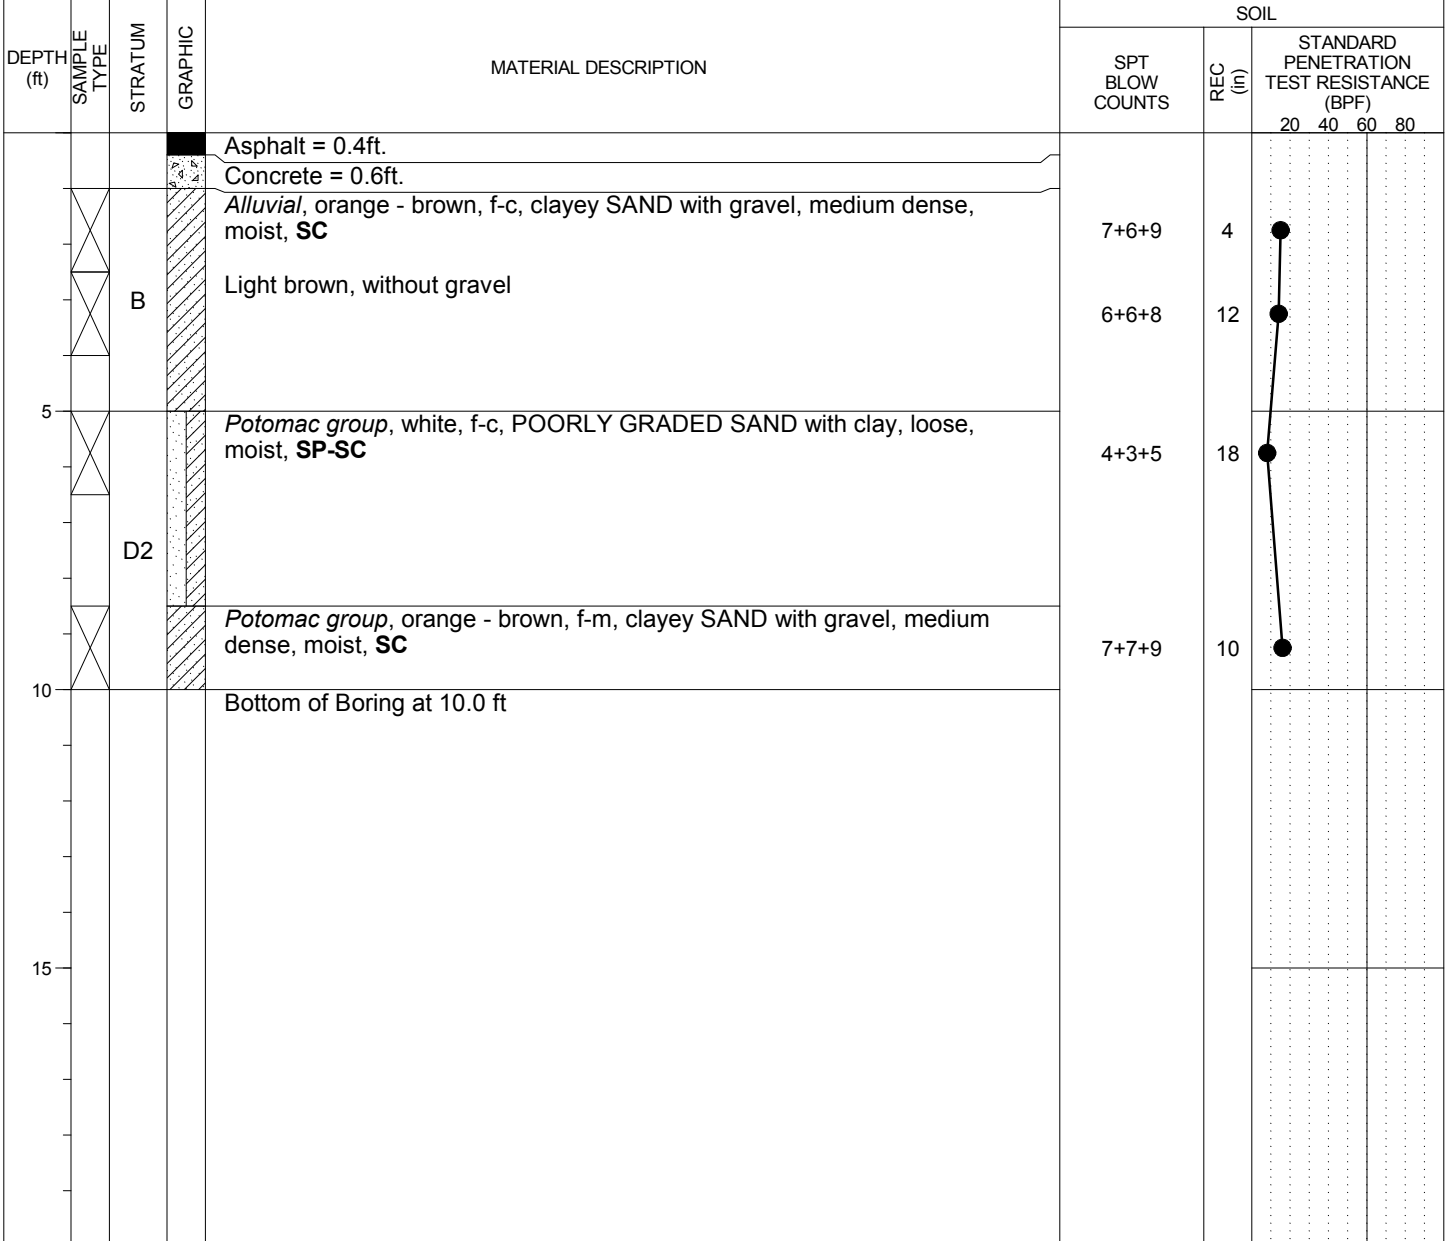 SOIL
DEPTH
(ft)
SAMPLE
TYPE
STRATUM
GRAPHIC
MATERIAL DESCRIPTION
SPT
BLOW
COUNTS
REC
(in)
STANDARD
PENETRATION
TEST RESISTANCE
(BPF)
20 40 60 80
Asphalt = 0.4ft.
Concrete = 0.6ft.
Alluvial, orange - brown, f-c, clayey SAND with gravel, medium dense,
moist, SC
7+6+9 4
Light brown, without gravel
B
6+6+8 12
5
Potomac group, white, f-c, POORLY GRADED SAND with clay, loose,
moist, SP-SC
4+3+5 18
D2
Potomac group, orange - brown, f-m, clayey SAND with gravel, medium
dense, moist, SC
7+7+9 10
10
Bottom of Boring at 10.0 ft
15